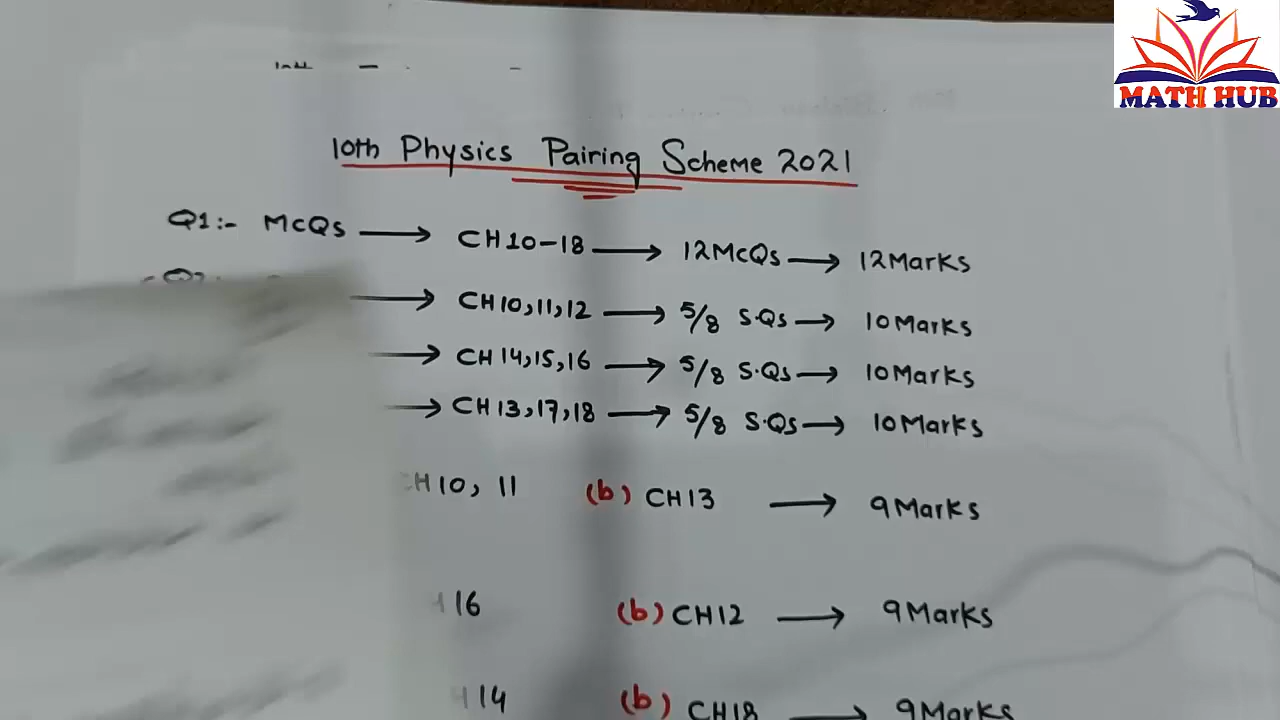 MATH HUB
10th Physics Pairing Scheme 2021
Q1:- MCQs → CH10-18 → 12MCQs → 12Marks
→ CH10,11,12 → 5/8 S.Qs → 10Marks
→ CH14,15,16 → 5/8 S.Qs → 10Marks
→ CH13,17,18 → 5/8 S.Qs → 10Marks
CH10, 11 (b) CH13 → 9Marks
16 (b) CH12 → 9Marks
14 (b) CH18 → 9Marks